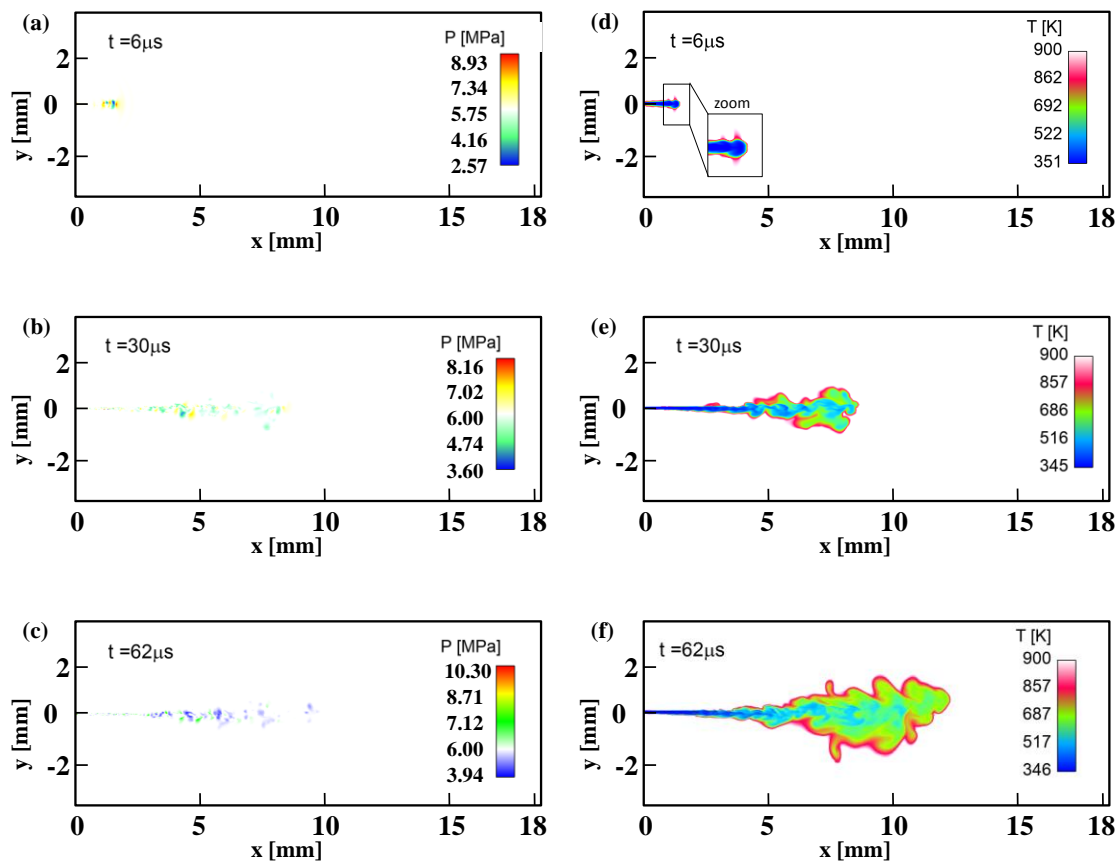 (a)
t =6μs
P [MPa]
8.93
7.34
5.75
4.16
2.57
2
0
-2
y [mm]
0
5
10
15
18
x [mm]
(d)
t =6μs
zoom
T [K]
900
862
692
522
351
2
0
-2
y [mm]
0
5
10
15
18
x [mm]
(b)
t =30μs
P [MPa]
8.16
7.02
6.00
4.74
3.60
2
0
-2
y [mm]
0
5
10
15
18
x [mm]
(e)
t =30μs
T [K]
900
857
686
516
345
2
0
-2
y [mm]
0
5
10
15
18
x [mm]
(c)
t =62μs
P [MPa]
10.30
8.71
7.12
6.00
3.94
2
0
-2
y [mm]
0
5
10
15
18
x [mm]
(f)
t=62μs
T [K]
900
857
687
517
346
2
0
-2
y [mm]
0
5
10
15
18
x [mm]